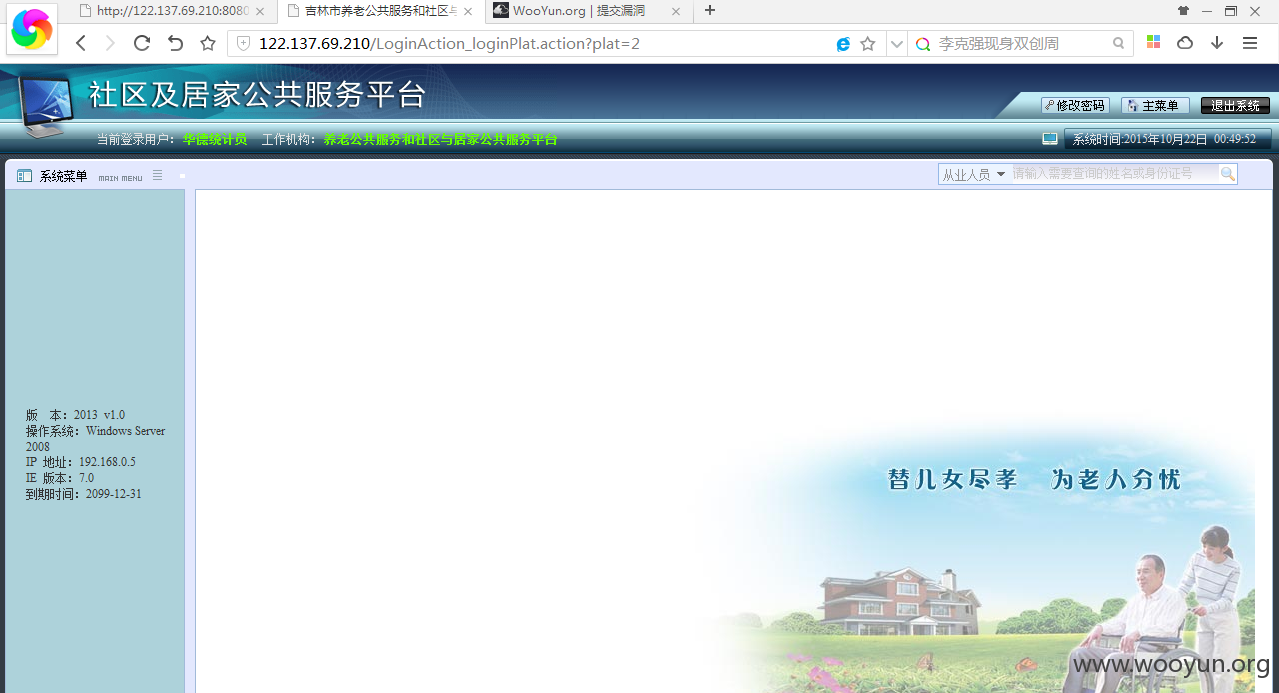 http://122.137.69.210:8080
吉林市养老公共服务和社区与
WooYun.org | 提交漏洞
122.137.69.210/LoginAction_loginPlat.action?plat=2
李克强现身双创周
社区及居家公共服务平台
修改密码
主菜单
退出系统
当前登录用户：华德统计员 工作机构：养老公共服务和社区与居家公共服务平台
系统时间:2015年10月22日 00:49:52
系统菜单 MAIN MENU
从业人员
请输入需要查询的姓名或身份证号
版 本：2013 v1.0
操作系统：Windows Server
2008
IP 地址：192.168.0.5
IE 版本：7.0
到期时间：2099-12-31
替儿女尽孝 为老人分忧
www.wooyun.org